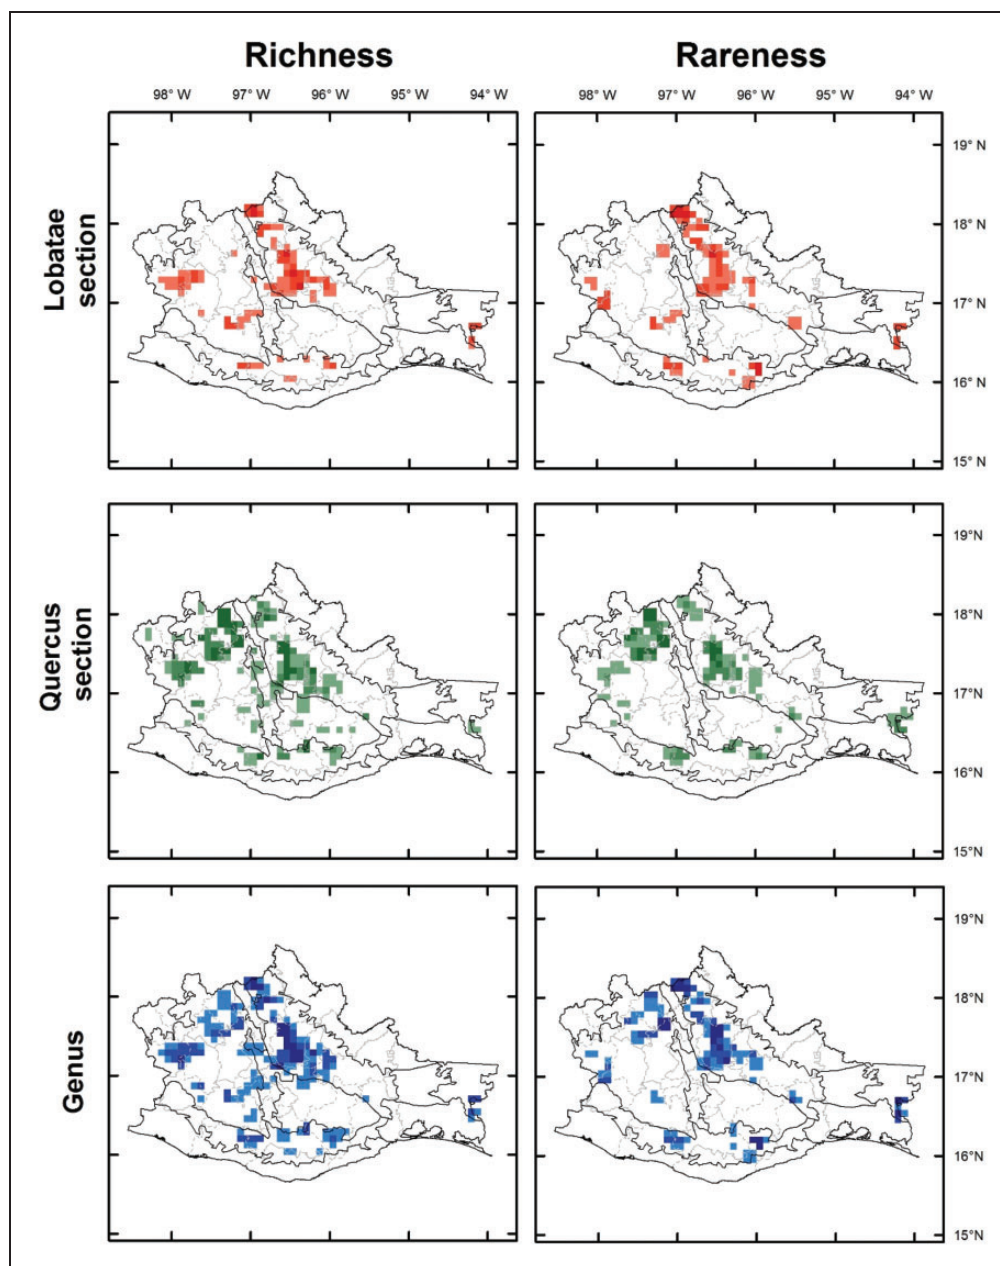 Richness
Rareness
98° W 97° W 96° W 95° W 94° W
98° W 97° W 96° W 95° W 94° W
Lobatae
section
19° N
18° N
17° N
16° N
15° N
Quercus
section
19° N
18° N
17° N
16° N
15°N
Genus
19° N
18° N
17° N
16° N
15°N